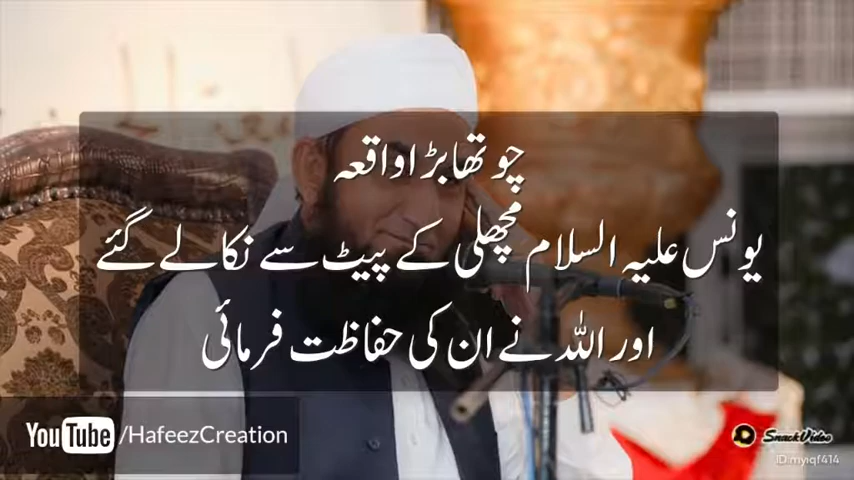 چوتھا بڑا واقعہ
یونس علیہ السلام مچھلی کے پیٹ سے نکالے گئے
اور اللہ نے ان کی حفاظت فرمائی
YouTube /HafeezCreation
SnackVideo
ID:myiqf414